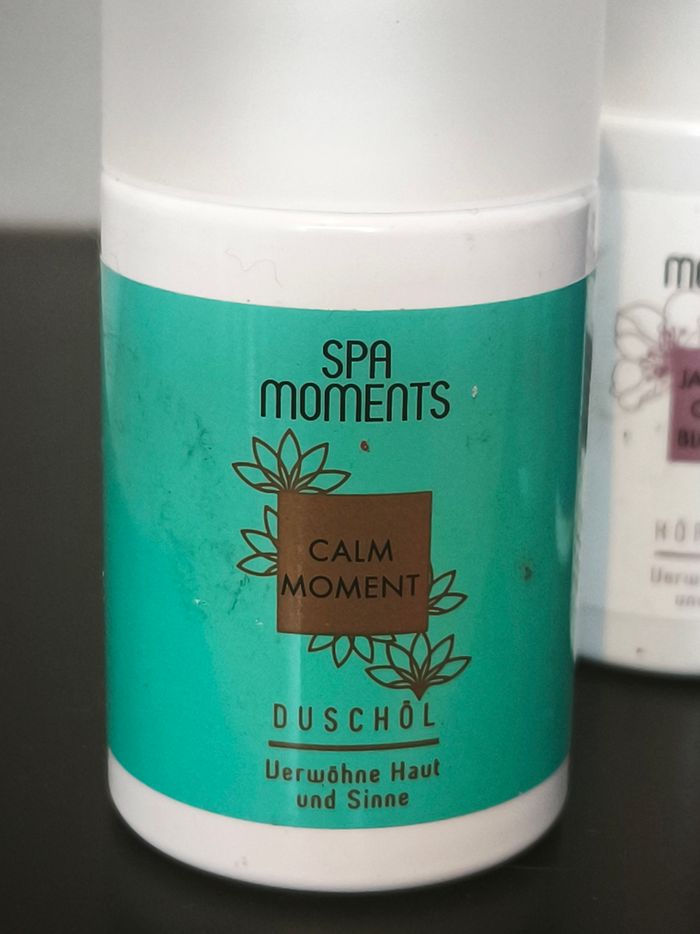 SPA
MOMENTS
CALM
MOMENT
DUSCHÖL
Verwöhne Haut
und Sinne